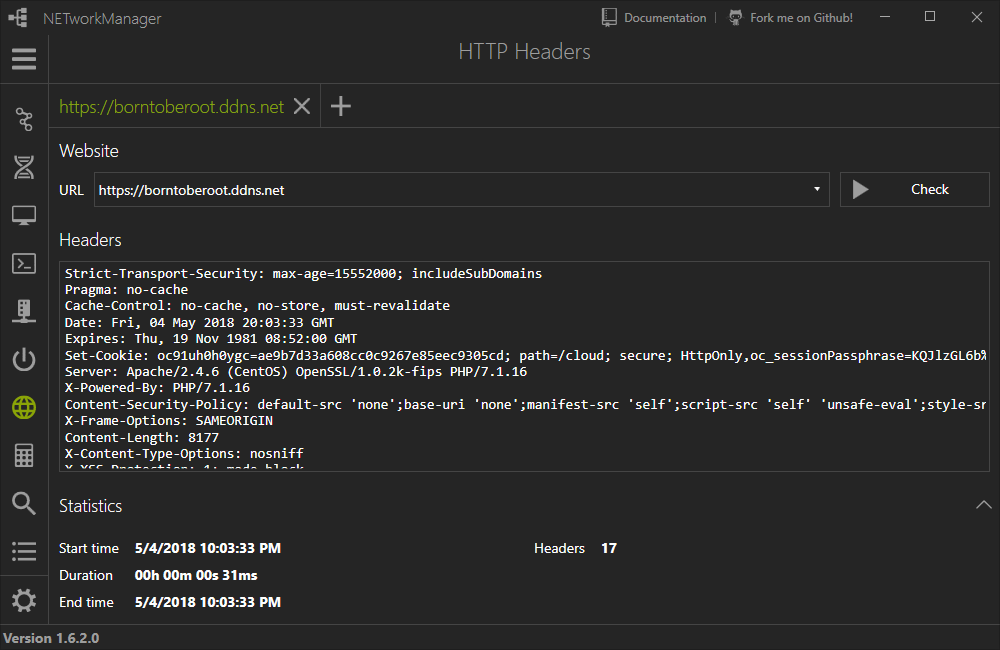 NETworkManager
Documentation
Fork me on Github!
HTTP Headers
https://borntoberoot.ddns.net
Website
URL
https://borntoberoot.ddns.net
Check
Headers
Strict-Transport-Security: max-age=15552000; includeSubDomains
Pragma: no-cache
Cache-Control: no-cache, no-store, must-revalidate
Date: Fri, 04 May 2018 20:03:33 GMT
Expires: Thu, 19 Nov 1981 08:52:00 GMT
Set-Cookie: oc91uh0h0ygc=ae9b7d33a608cc0c9267e85eec9305cd; path=/cloud; secure; HttpOnly,oc_sessionPassphrase=KQJlzGL6b%
Server: Apache/2.4.6 (CentOS) OpenSSL/1.0.2k-fips PHP/7.1.16
X-Powered-By: PHP/7.1.16
Content-Security-Policy: default-src 'none';base-uri 'none';manifest-src 'self';script-src 'self' 'unsafe-eval';style-sr
X-Frame-Options: SAMEORIGIN
Content-Length: 8177
X-Content-Type-Options: nosniff
X-XSS-Protection: 1; mode=block
Statistics
Start time 5/4/2018 10:03:33 PM
Headers 17
Duration 00h 00m 00s 31ms
End time 5/4/2018 10:03:33 PM
Version 1.6.2.0